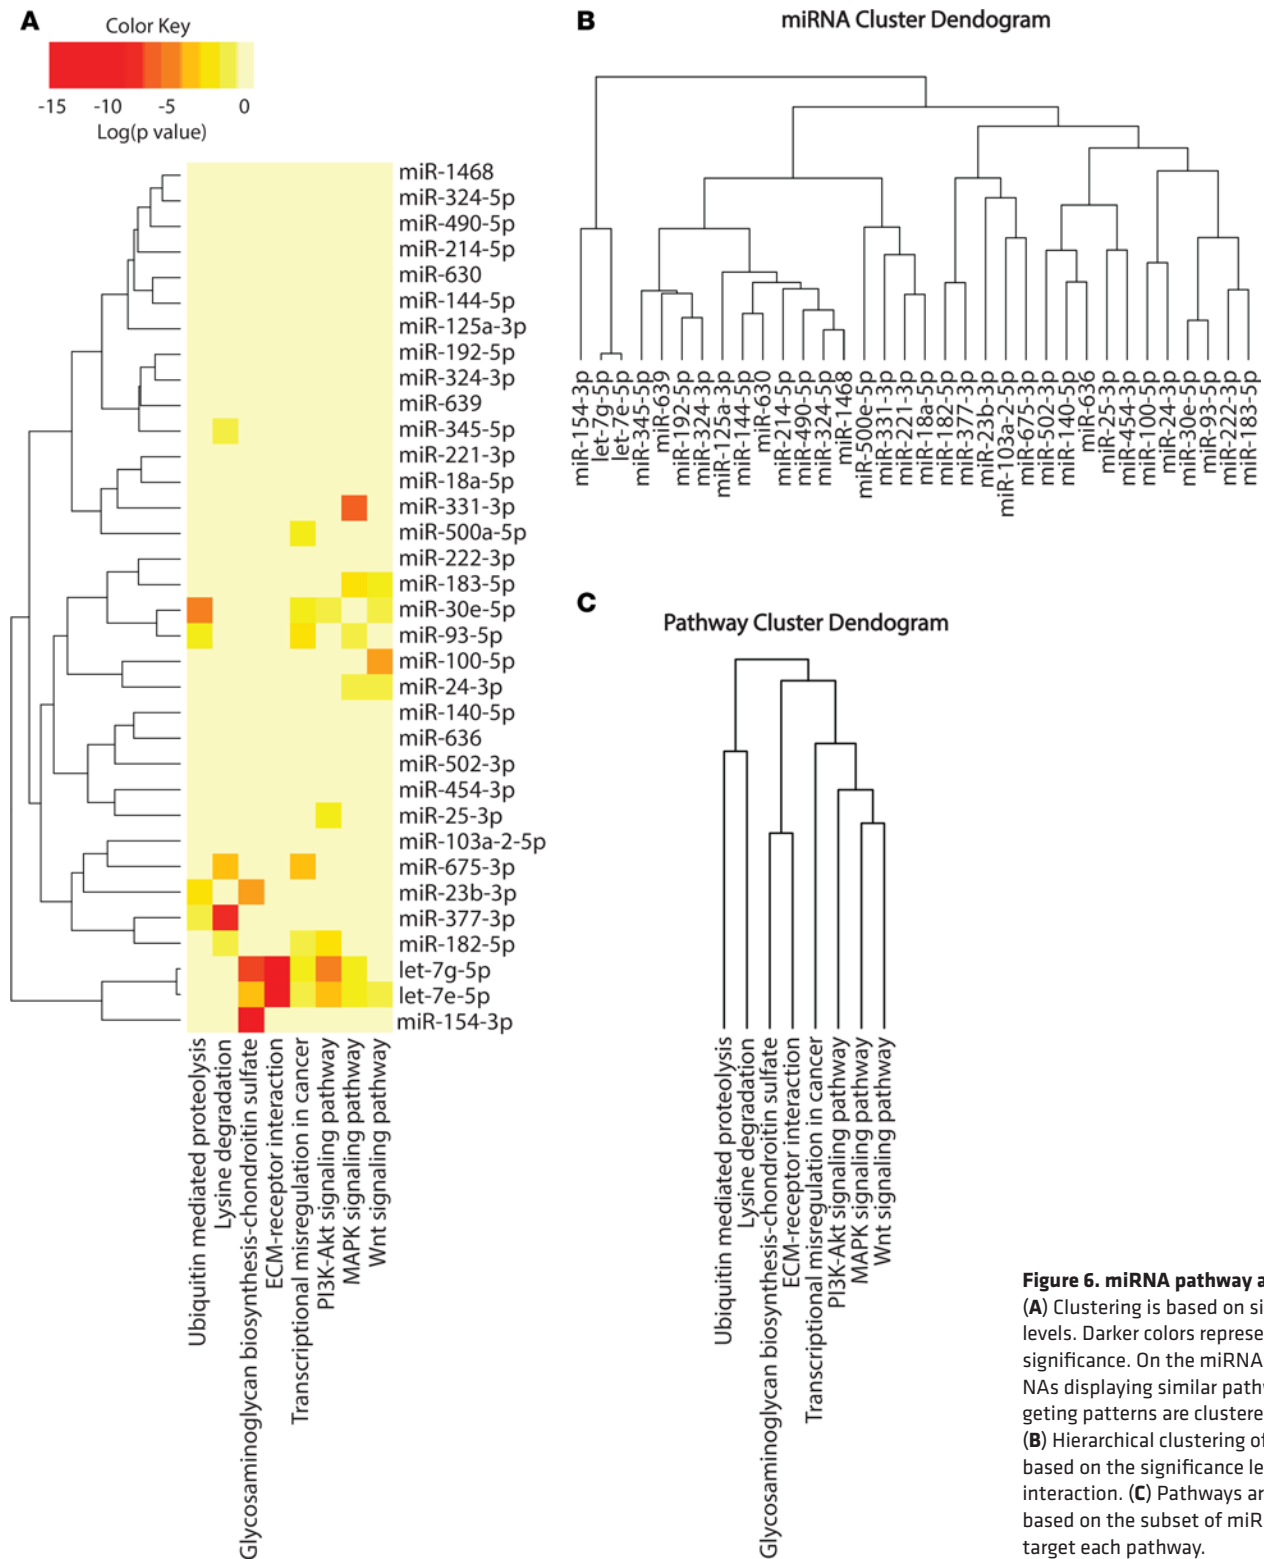 A
Color Key
-15 -10 -5 0
Log(p value)
miR-1468
miR-324-5p
miR-490-5p
miR-214-5p
miR-630
miR-144-5p
miR-125a-3p
miR-192-5p
miR-324-3p
miR-639
miR-345-5p
miR-221-3p
miR-18a-5p
miR-331-3p
miR-500a-5p
miR-222-3p
miR-183-5p
miR-30e-5p
miR-93-5p
miR-100-5p
miR-24-3p
miR-140-5p
miR-636
miR-502-3p
miR-454-3p
miR-25-3p
miR-103a-2-5p
miR-675-3p
miR-23b-3p
miR-377-3p
miR-182-5p
let-7g-5p
let-7e-5p
miR-154-3p
Ubiquitin mediated proteolysis
Lysine degradation
Glycosaminoglycan biosynthesis-chondroitin sulfate
ECM-receptor interaction
Transcriptional misregulation in cancer
PI3K-Akt signaling pathway
MAPK signaling pathway
Wnt signaling pathway
B
miRNA Cluster Dendogram
miR-154-3p
let-7g-5p
let-7e-5p
miR-345-5p
miR-639
miR-192-5p
miR-324-3p
miR-125a-3p
miR-144-5p
miR-630
miR-214-5p
miR-490-5p
miR-324-5p
miR-1468
miR-500e-5p
miR-331-3p
miR-221-3p
miR-18a-5p
miR-182-5p
miR-377-3p
miR-23b-3p
miR-103a-2-5p
miR-675-3p
miR-502-3p
miR-140-5p
miR-636
miR-25-3p
miR-454-3p
miR-100-5p
miR-24-3p
miR-30e-5p
miR-93-5p
miR-222-3p
miR-183-5p
C
Pathway Cluster Dendogram
Ubiquitin mediated proteolysis
Lysine degradation
Glycosaminoglycan biosynthesis-chondroitin sulfate
ECM-receptor interaction
Transcriptional misregulation in cancer
PI3K-Akt signaling pathway
MAPK signaling pathway
Wnt signaling pathway
Figure 6. miRNA pathway a
(A) Clustering is based on si
levels. Darker colors represe
significance. On the miRNA
NAs displaying similar pathw
geting patterns are clustere
(B) Hierarchical clustering of
based on the significance le
interaction. (C) Pathways ar
based on the subset of miR
target each pathway.